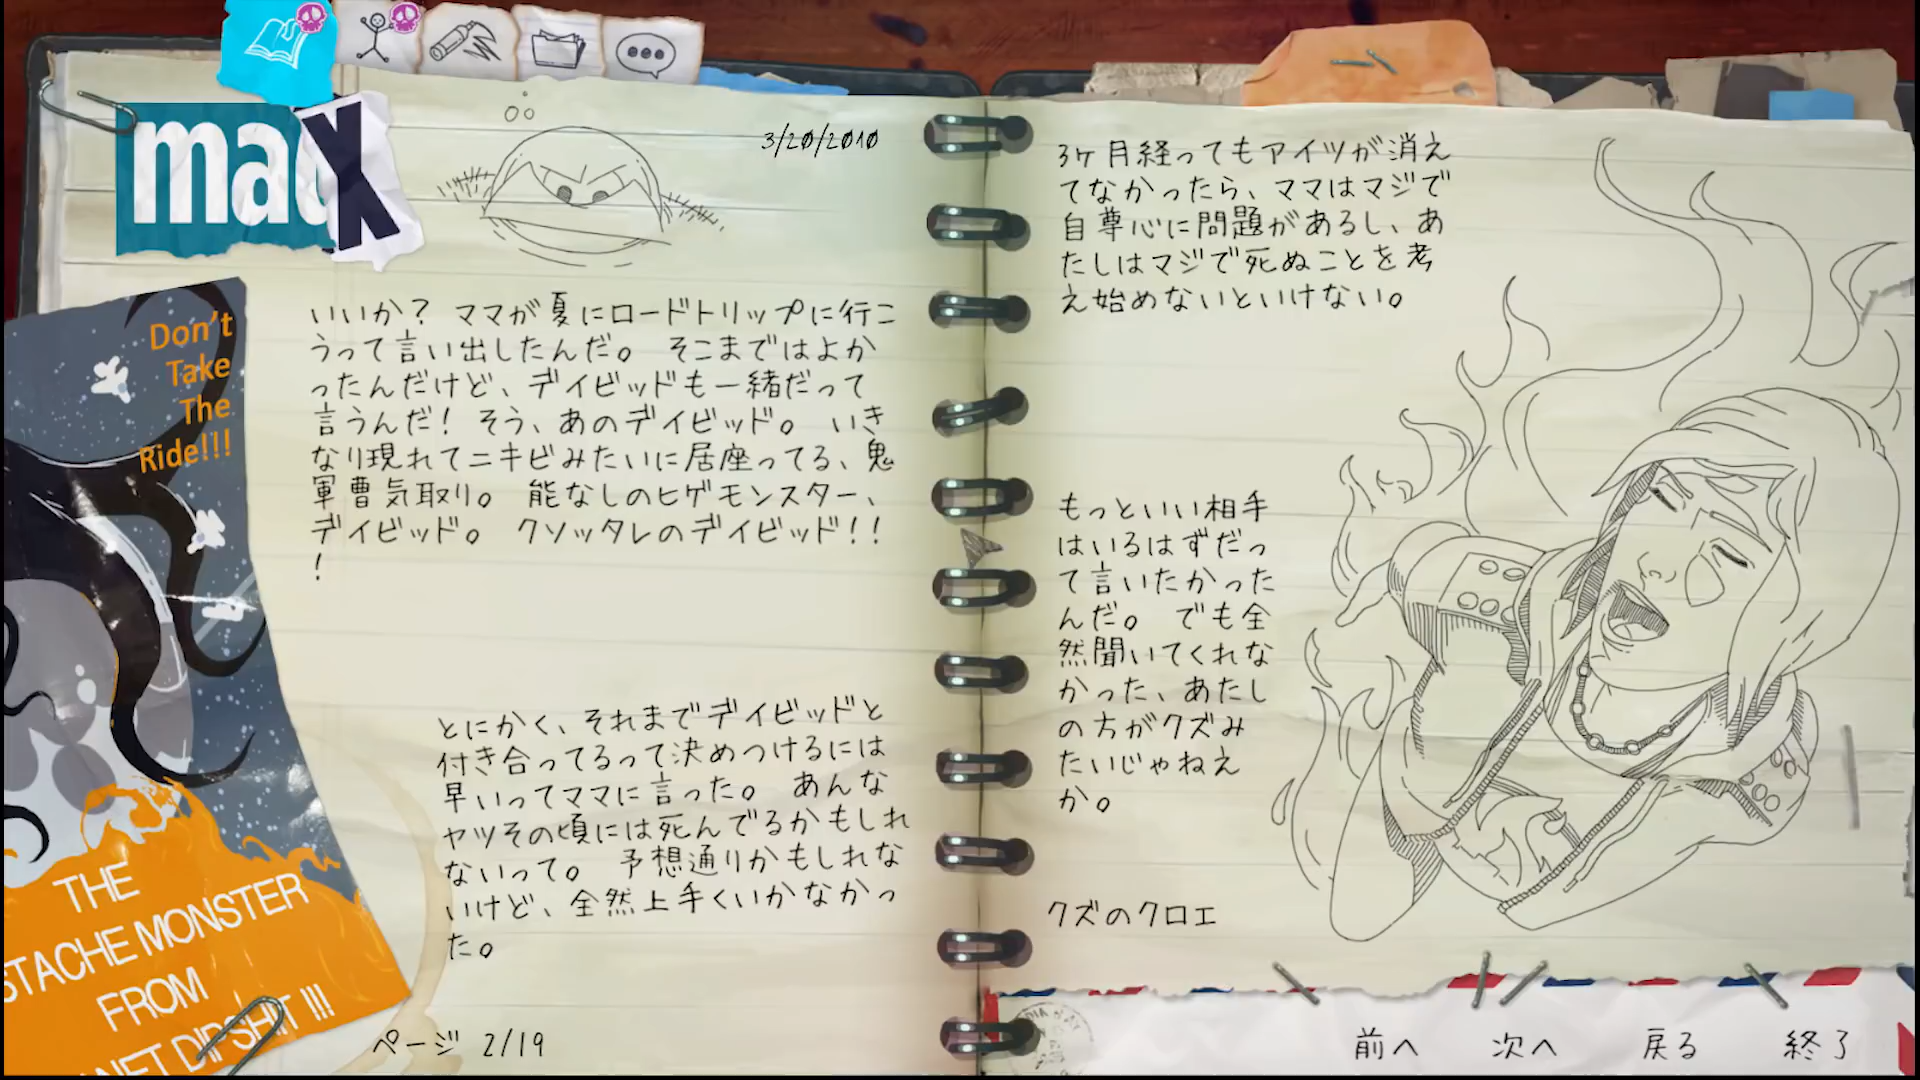 max
3/20/2010
Don't
Take
The
Ride!!!
いいか? ママが夏にロードトリップに行こ
うって言い出したんだ。 そこまではよか
ったんだけど、デイビッドも一緒だって
言うんだ! そう、あのデイビッド。 いき
なり現れてニキビみたいに居座ってる、鬼
軍曹気取り。 能なしのヒゲモンスター、
デイビッド。 クソッタレのデイビッド!!
!
とにかく、それまでデイビッドと
付き合ってるって決めつけるには
早いってママに言った。 あんな
ヤツその頃には死んでるかもしれ
ないって。 予想通りかもしれな
いけど、全然上手くいかなかっ
た。
THE
STACHE MONSTER
FROM
ANET DIPSHIT !!!
ページ 2/19
3ヶ月経ってもアイツが消え
てなかったら、ママはマジで
自尊心に問題があるし、あ
たしはマジで死ぬことを考
え始めないといけない。
もっといい相手
はいるはずだっ
て言いたかった
んだ。 でも全
然聞いてくれな
かった、あたし
の方がクズみ
たいじゃねえ
か。
クズのクロエ
前へ 次へ 戻る 終了